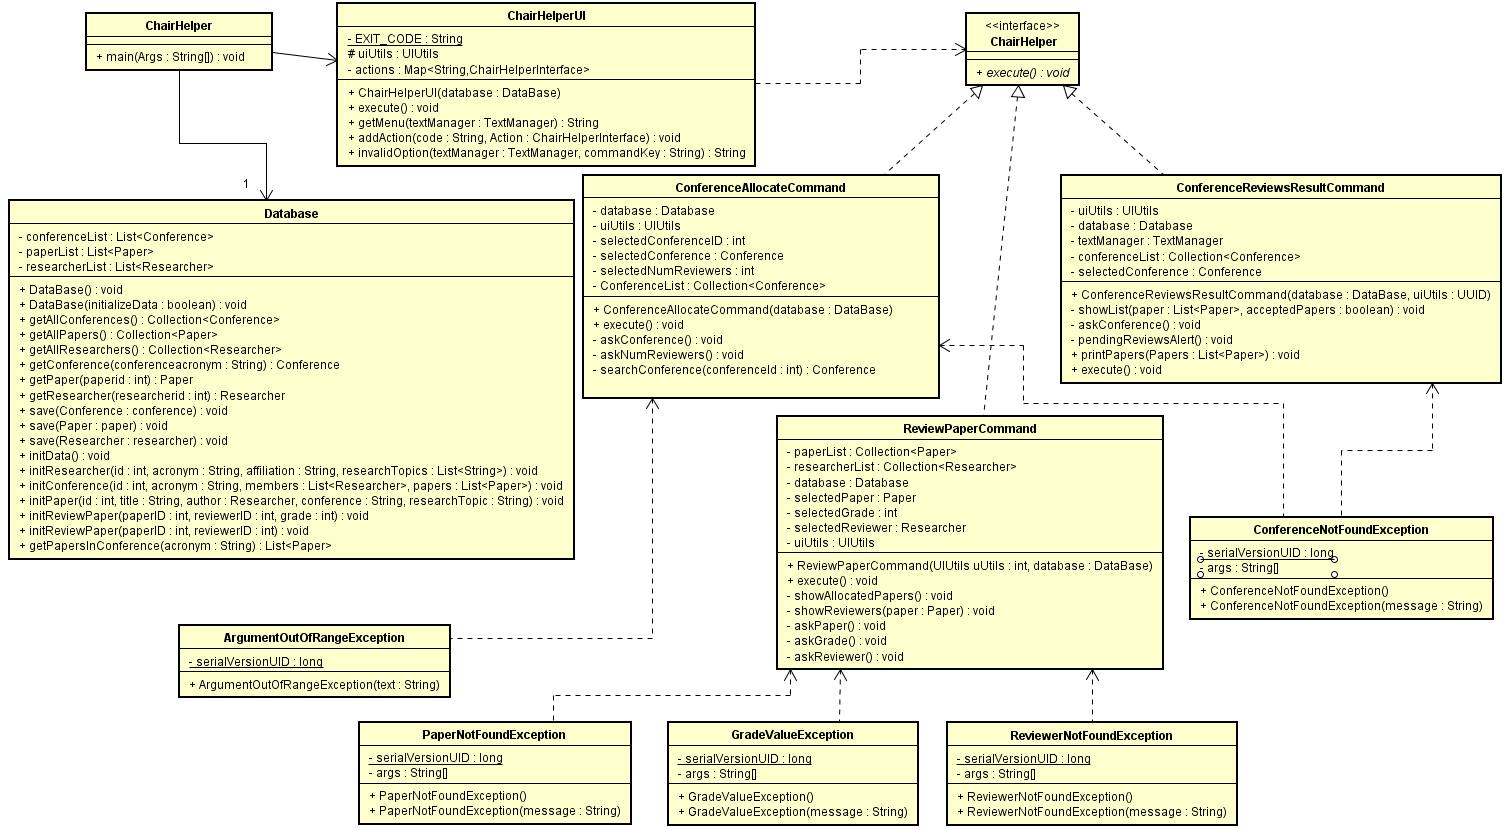 ChairHelper
+ main(Args : String[]) : void
ChairHelperUI
- EXIT_CODE : String
# uiUtils : UIUtils
- actions : Map<String,ChairHelperInterface>
+ ChairHelperUI(database : DataBase)
+ execute() : void
+ getMenu(textManager : TextManager) : String
+ addAction(code : String, Action : ChairHelperInterface) : void
+ invalidOption(textManager : TextManager, commandKey : String) : String
<<interface>>
ChairHelper
+ execute() : void
1
Database
- conferenceList : List<Conference>
- paperList : List<Paper>
- researcherList : List<Researcher>
+ DataBase() : void
+ DataBase(initializeData : boolean) : void
+ getAllConferences() : Collection<Conference>
+ getAllPapers() : Collection<Paper>
+ getAllResearchers() : Collection<Researcher>
+ getConference(conferenceacronym : String) : Conference
+ getPaper(paperid : int) : Paper
+ getResearcher(researcherid : int) : Researcher
+ save(Conference : conference) : void
+ save(Paper : paper) : void
+ save(Researcher : researcher) : void
+ initData() : void
+ initResearcher(id : int, acronym : String, affiliation : String, researchTopics : List<String>) : void
+ initConference(id : int, acronym : String, members : List<Researcher>, papers : List<Paper>) : void
+ initPaper(id : int, title : String, author : Researcher, conference : String, researchTopic : String) : void
+ initReviewPaper(paperID : int, reviewerID : int, grade : int) : void
+ initReviewPaper(paperID : int, reviewerID : int) : void
+ getPapersInConference(acronym : String) : List<Paper>
ConferenceAllocateCommand
- database : Database
- uiUtils : UIUtils
- selectedConferenceID : int
- selectedConference : Conference
- selectedNumReviewers : int
- ConferenceList : Collection<Conference>
+ ConferenceAllocateCommand(database : DataBase)
+ execute() : void
- askConference() : void
- askNumReviewers() : void
- searchConference(conferenceId : int) : Conference
ConferenceReviewsResultCommand
- uiUtils : UIUtils
- database : Database
- textManager : TextManager
- conferenceList : Collection<Conference>
- selectedConference : Conference
+ ConferenceReviewsResultCommand(database : DataBase, uiUtils : UUID)
- showList(paper : List<Paper>, acceptedPapers : boolean) : void
- askConference() : void
- pendingReviewsAlert() : void
+ printPapers(Papers : List<Paper>) : void
+ execute() : void
ReviewPaperCommand
- paperList : Collection<Paper>
- researcherList : Collection<Researcher>
- database : Database
- selectedPaper : Paper
- selectedGrade : int
- selectedReviewer : Researcher
- uiUtils : UIUtils
+ ReviewPaperCommand(UIUtils uUtils : int, database : DataBase)
+ execute() : void
- showAllocatedPapers() : void
- showReviewers(paper : Paper) : void
- askPaper() : void
- askGrade() : void
- askReviewer() : void
ConferenceNotFoundException
- serialVersionUID : long
- args : String[]
+ ConferenceNotFoundException()
+ ConferenceNotFoundException(message : String)
ArgumentOutOfRangeException
- serialVersionUID : long
+ ArgumentOutOfRangeException(text : String)
PaperNotFoundException
- serialVersionUID : long
- args : String[]
+ PaperNotFoundException()
+ PaperNotFoundException(message : String)
GradeValueException
- serialVersionUID : long
- args : String[]
+ GradeValueException()
+ GradeValueException(message : String)
ReviewerNotFoundException
- serialVersionUID : long
- args : String[]
+ ReviewerNotFoundException()
+ ReviewerNotFoundException(message : String)